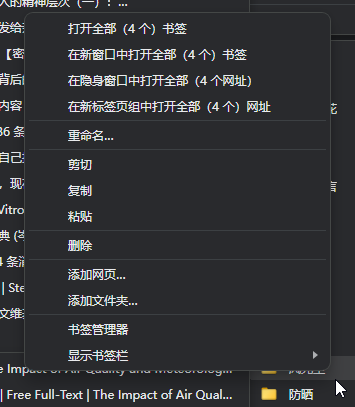 人的精神层次（一）: ...
发给
打开全部（4 个）书签
【密
在新窗口中打开全部（4 个）书签
背后
在隐身窗口中打开全部（4 个网址）
内容
在新标签页组中打开全部（4 个）网址
花
36 条
重命名...
自己
剪切
，现
复制
言
Vitro
粘贴
典
删除
4 条
添加网页...
| Ste
添加文件夹...
文维
书签管理器
显示书签栏
e Impact of Air Quality and Meteorolog...
| Free Full-Text | The Impact of Air Qual...
防晒